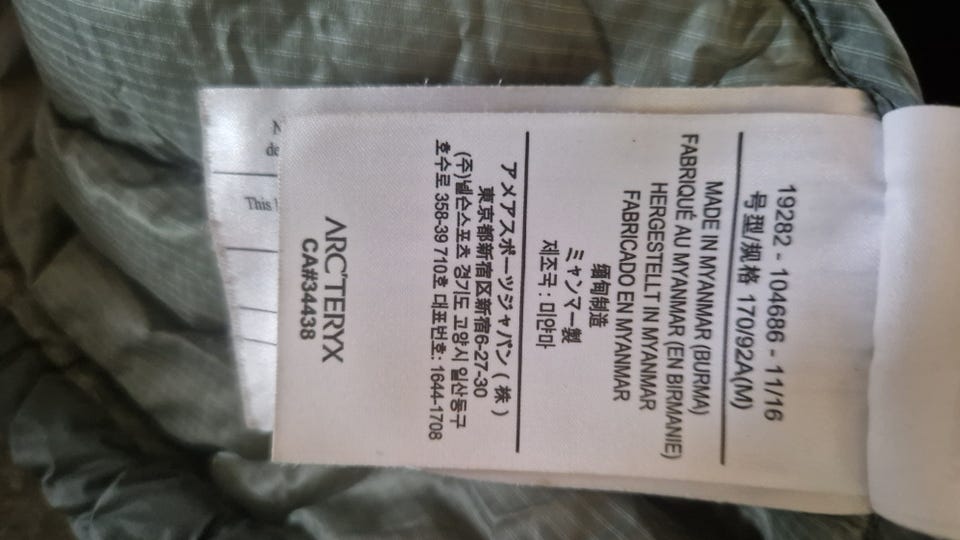 19282 - 104686 - 11/16
号型/规格 170/92A(M)
MADE IN MYANMAR (BURMA)
FABRIQUÉ AU MYANMAR (EN BIRMANIE)
HERGESTELLT IN MYANMAR
FABRICADO EN MYANMAR
缅甸制造
ミャンマー製
제조국 : 미얀마
アメアスポーツジャパン ( 株 )
東京都新宿区新宿6-27-30
(주)넬슨스포츠 경기도 고양시 일산동구
호수로 358-39 710호 대표번호: 1644-1708
ARC'TERYX
CA#34438
This